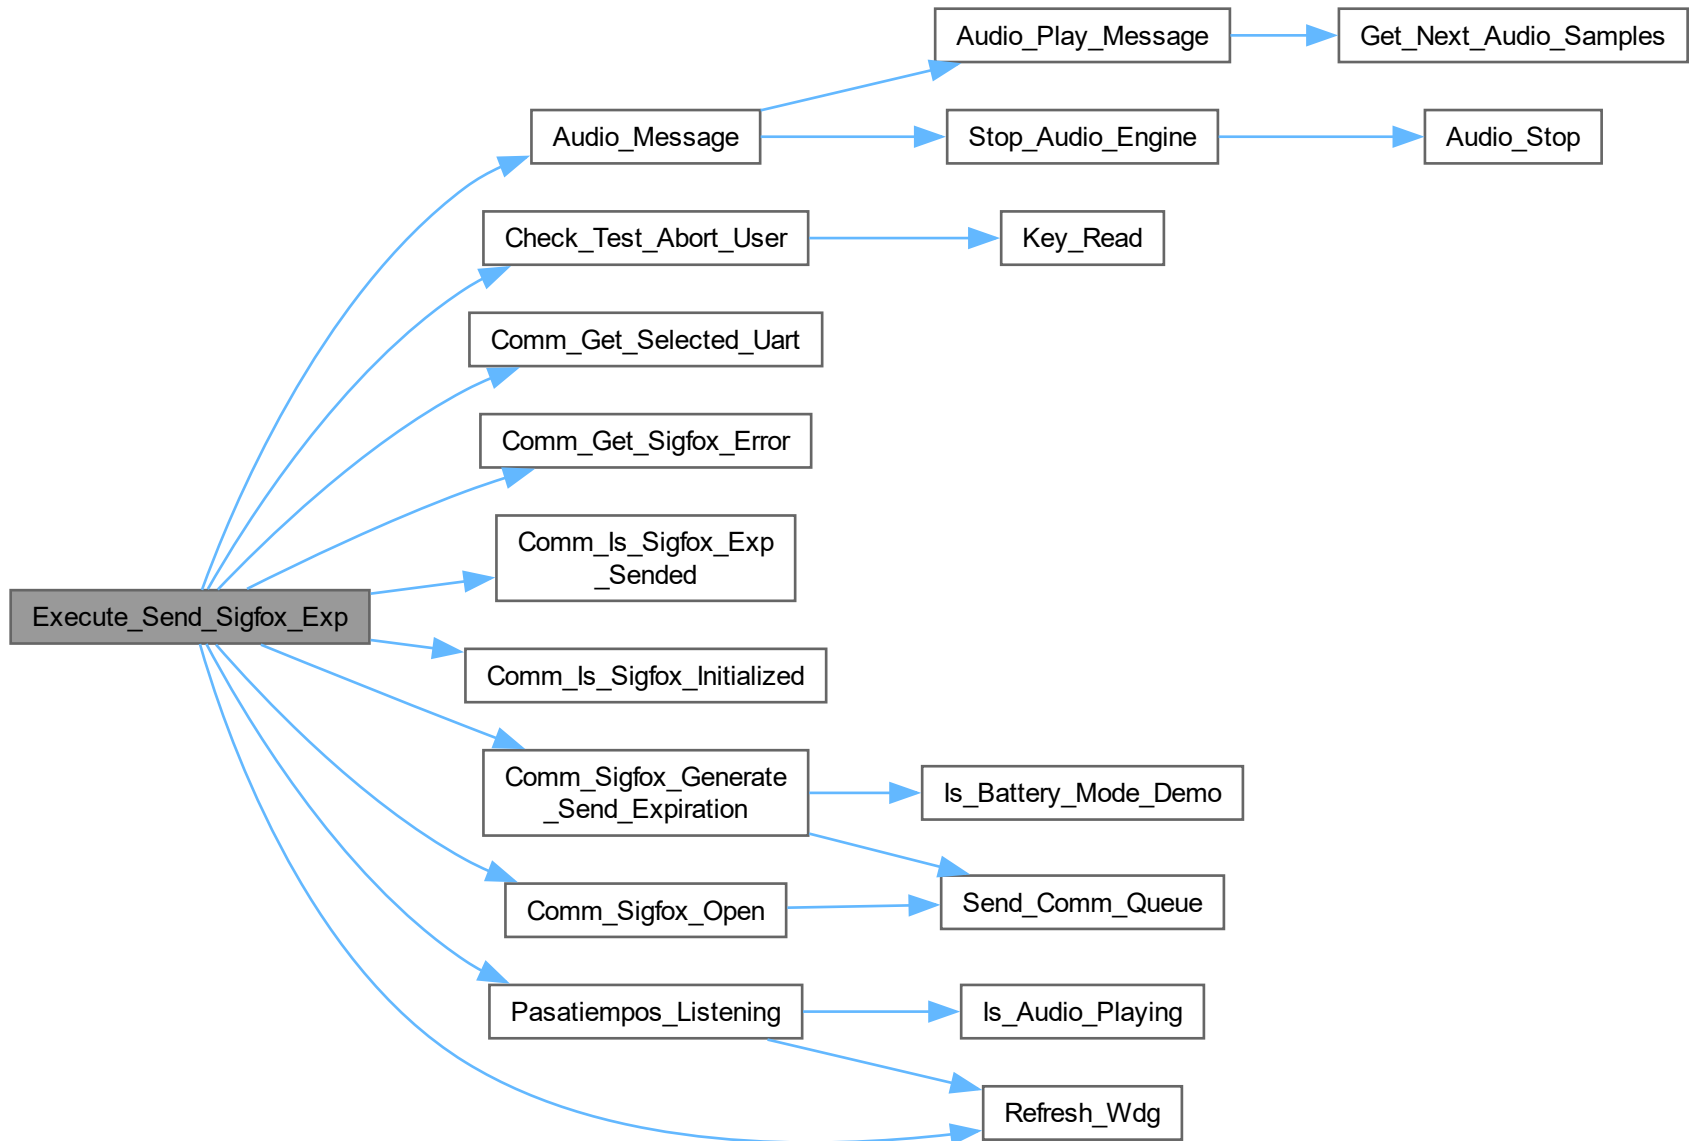 Audio_Play_Message
Get_Next_Audio_Samples
Audio_Message
Stop_Audio_Engine
Audio_Stop
Check_Test_Abort_User
Key_Read
Comm_Get_Selected_Uart
Comm_Get_Sigfox_Error
Comm_Is_Sigfox_Exp
_Sended
Execute_Send_Sigfox_Exp
Comm_Is_Sigfox_Initialized
Comm_Sigfox_Generate
_Send_Expiration
Is_Battery_Mode_Demo
Comm_Sigfox_Open
Send_Comm_Queue
Pasatiempos_Listening
Is_Audio_Playing
Refresh_Wdg